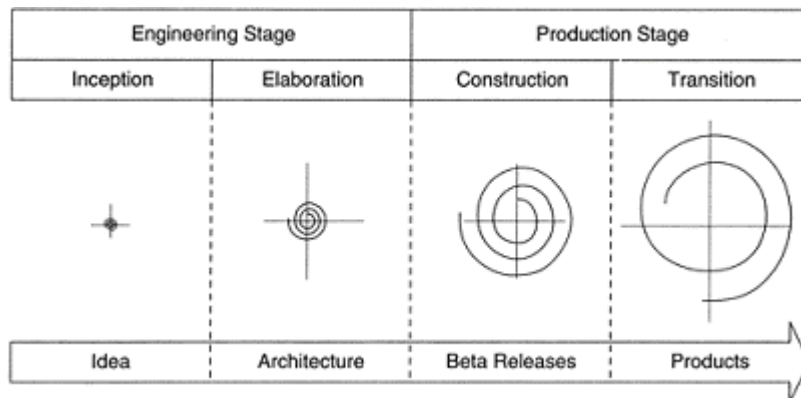 Engineering Stage Production Stage
Inception Elaboration Construction Transition
Idea Architecture Beta Releases Products